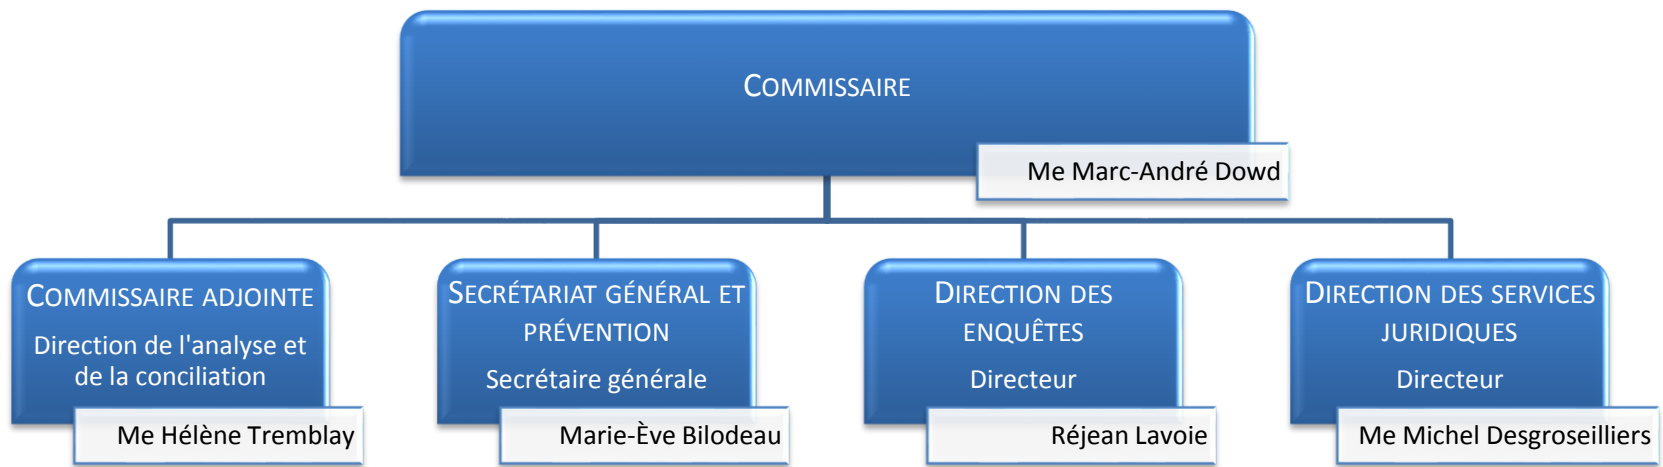 COMMISSAIRE
Me Marc-André Dowd
COMMISSAIRE ADJOINTE
Direction de l'analyse et
de la conciliation
Me Hélène Tremblay
SECRÉTARIAT GÉNÉRAL ET
PRÉVENTION
Secrétaire générale
Marie-Ève Bilodeau
DIRECTION DES
ENQUÊTES
Directeur
Réjean Lavoie
DIRECTION DES SERVICES
JURIDIQUES
Directeur
Me Michel Desgroseilliers